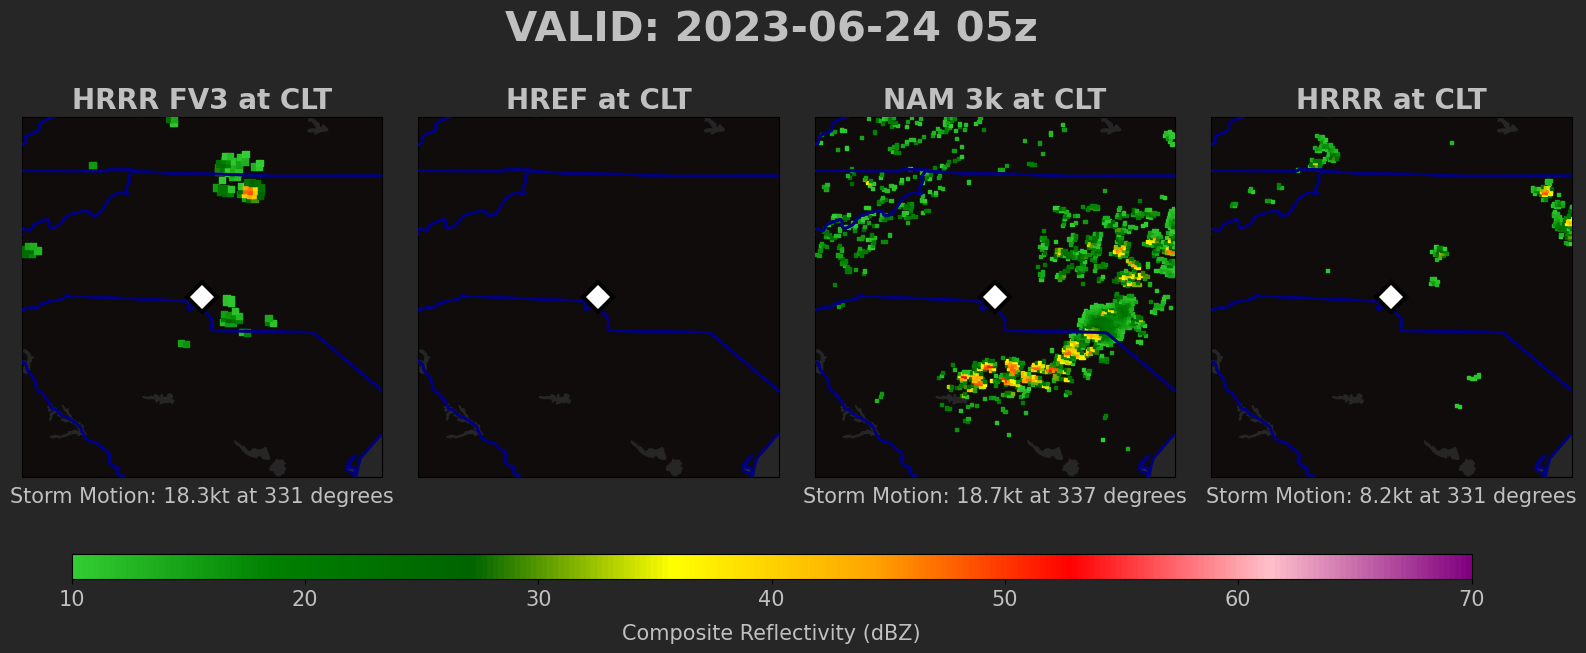 VALID: 2023-06-24 05z
HRRR FV3 at CLT
HREF at CLT
NAM 3k at CLT
HRRR at CLT
Storm Motion: 18.3kt at 331 degrees
Storm Motion: 18.7kt at 337 degrees
Storm Motion: 8.2kt at 331 degrees
10 20 30 40 50 60 70
Composite Reflectivity (dBZ)